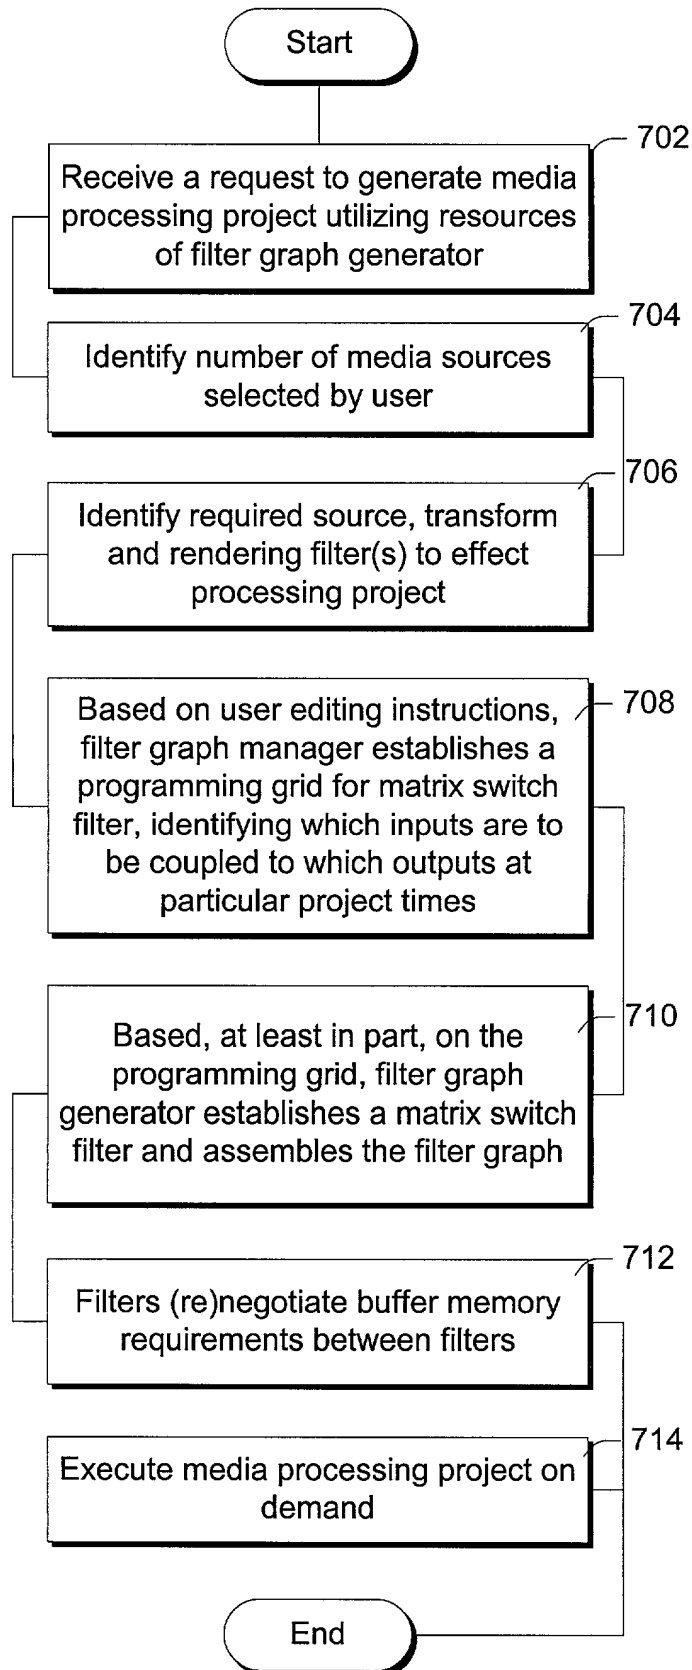 Start
702
Receive a request to generate media
processing project utilizing resources
of filter graph generator
704
Identify number of media sources
selected by user
706
Identify required source, transform
and rendering filter(s) to effect
processing project
708
Based on user editing instructions,
filter graph manager establishes a
programming grid for matrix switch
filter, identifying which inputs are to
be coupled to which outputs at
particular project times
710
Based, at least in part, on the
programming grid, filter graph
generator establishes a matrix switch
filter and assembles the filter graph
712
Filters (re)negotiate buffer memory
requirements between filters
714
Execute media processing project on
demand
End